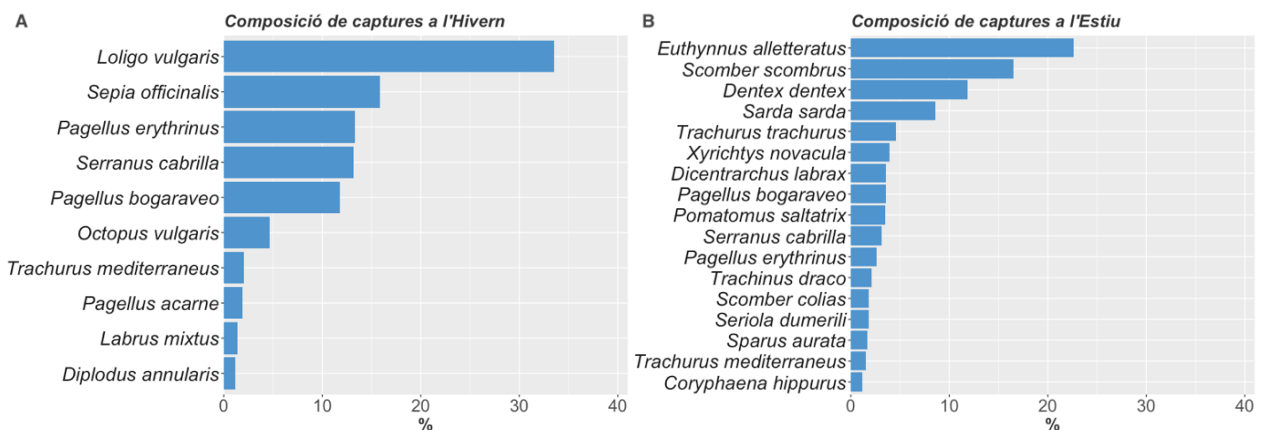 A
Composició de captures a l'Hivern
Loligo vulgaris
Sepia officinalis
Pagellus erythrinus
Serranus cabrilla
Pagellus bogaraveo
Octopus vulgaris
Trachurus mediterraneus
Pagellus acarne
Labrus mixtus
Diplodus annularis
0 10 20 30 40
%
B
Composició de captures a l'Estiu
Euthynnus alletteratus
Scomber scombrus
Dentex dentex
Sarda sarda
Trachurus trachurus
Xyrichtys novacula
Dicentrarchus labrax
Pagellus bogaraveo
Pomatomus saltatrix
Serranus cabrilla
Pagellus erythrinus
Trachinus draco
Scomber colias
Seriola dumerili
Sparus aurata
Trachurus mediterraneus
Coryphaena hippurus
0 10 20 30 40
%